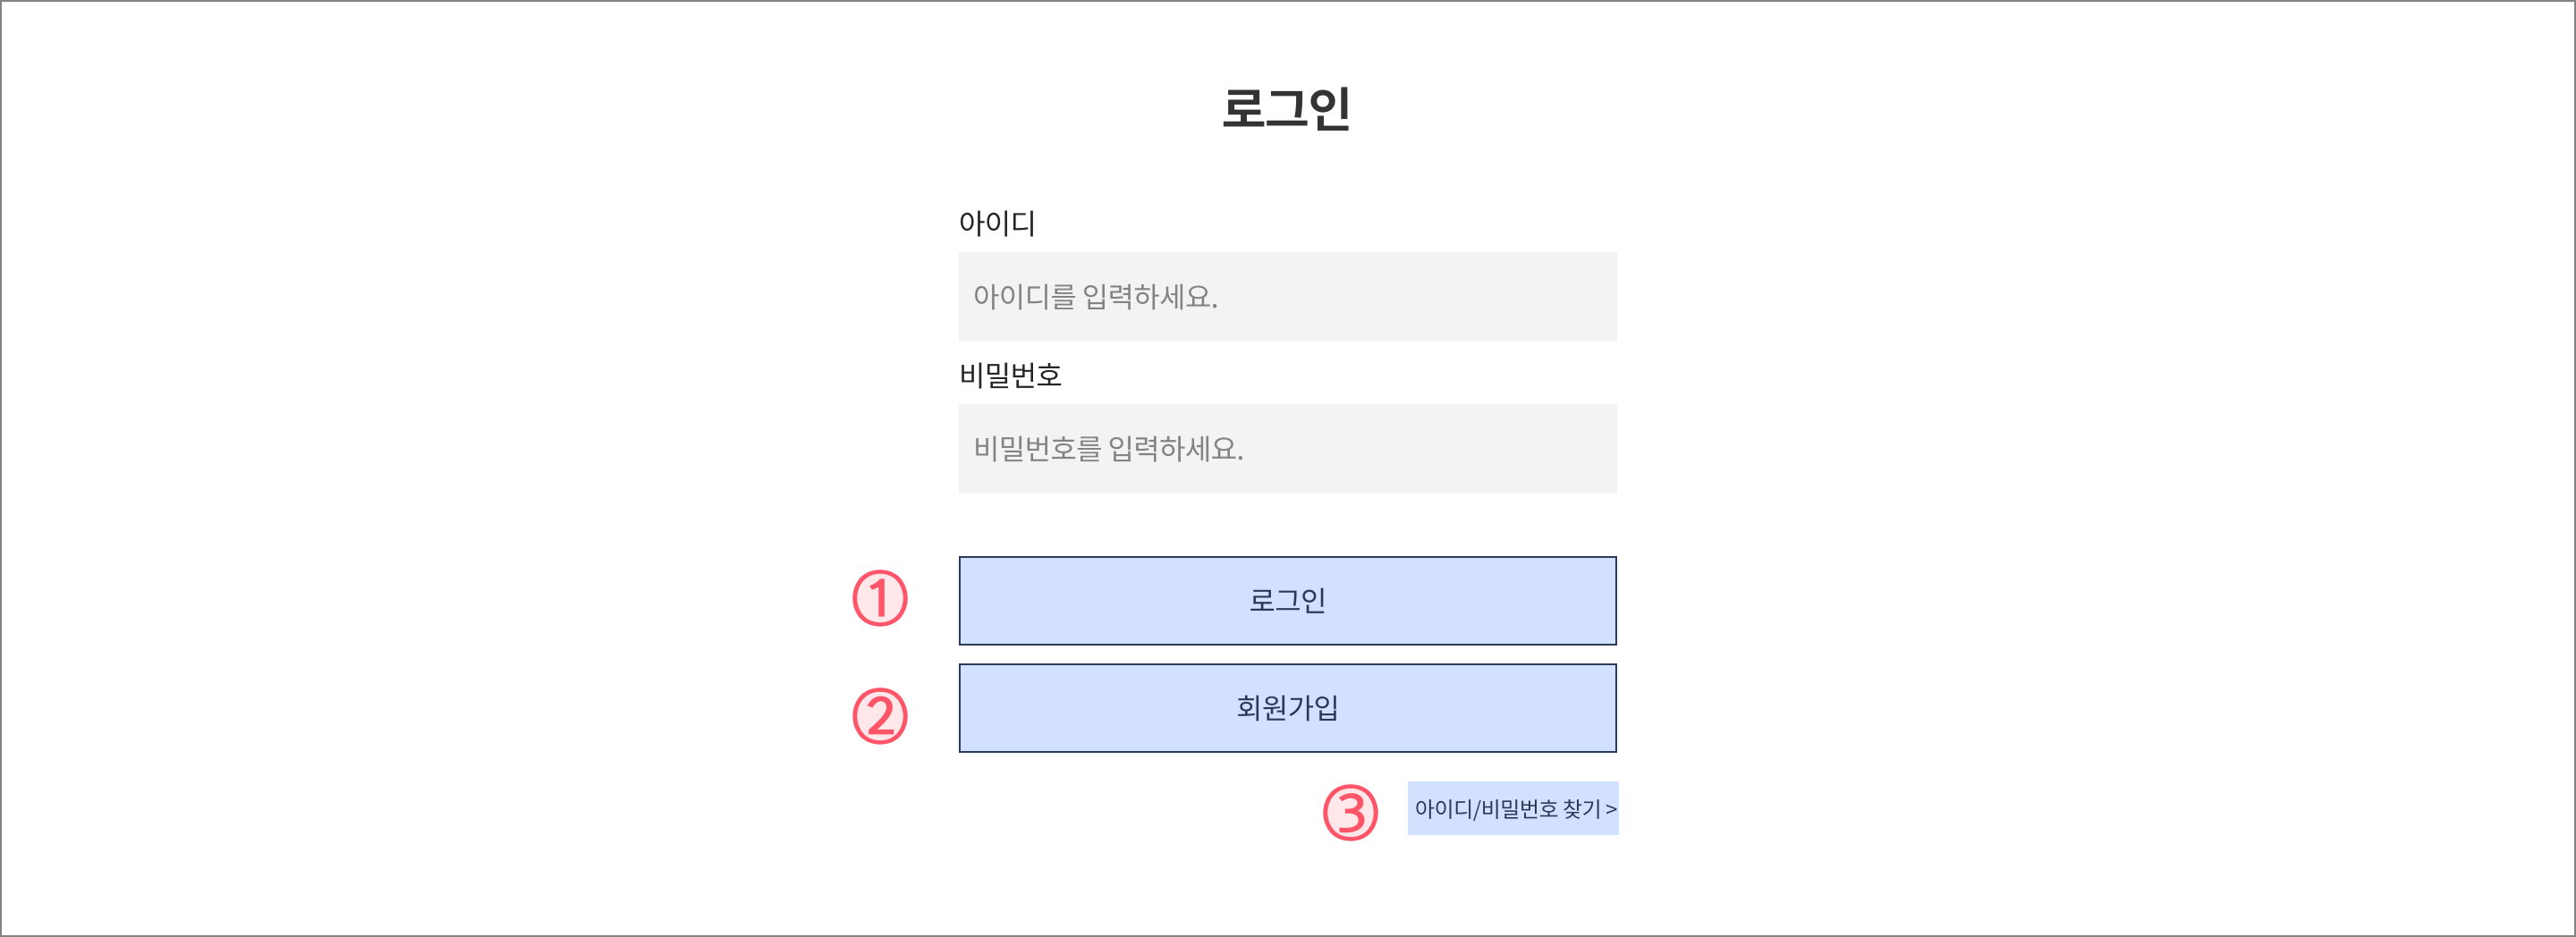 로그인
아이디
아이디를 입력하세요.
비밀번호
비밀번호를 입력하세요.
① 로그인
② 회원가입
③ 아이디/비밀번호 찾기 >